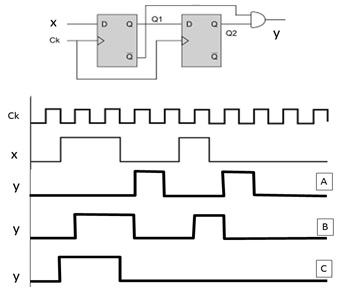 x D Q Q1 D Q
Ck Q2 y
Q Q
Ck
x
y A
y B
y C